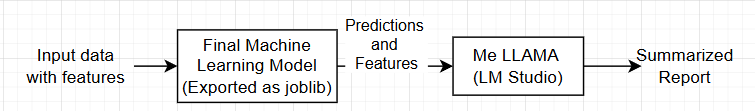 Input data
with features
Final Machine
Learning Model
(Exported as joblib)
Predictions
and
Features
Me LLAMA
(LM Studio)
Summarized
Report